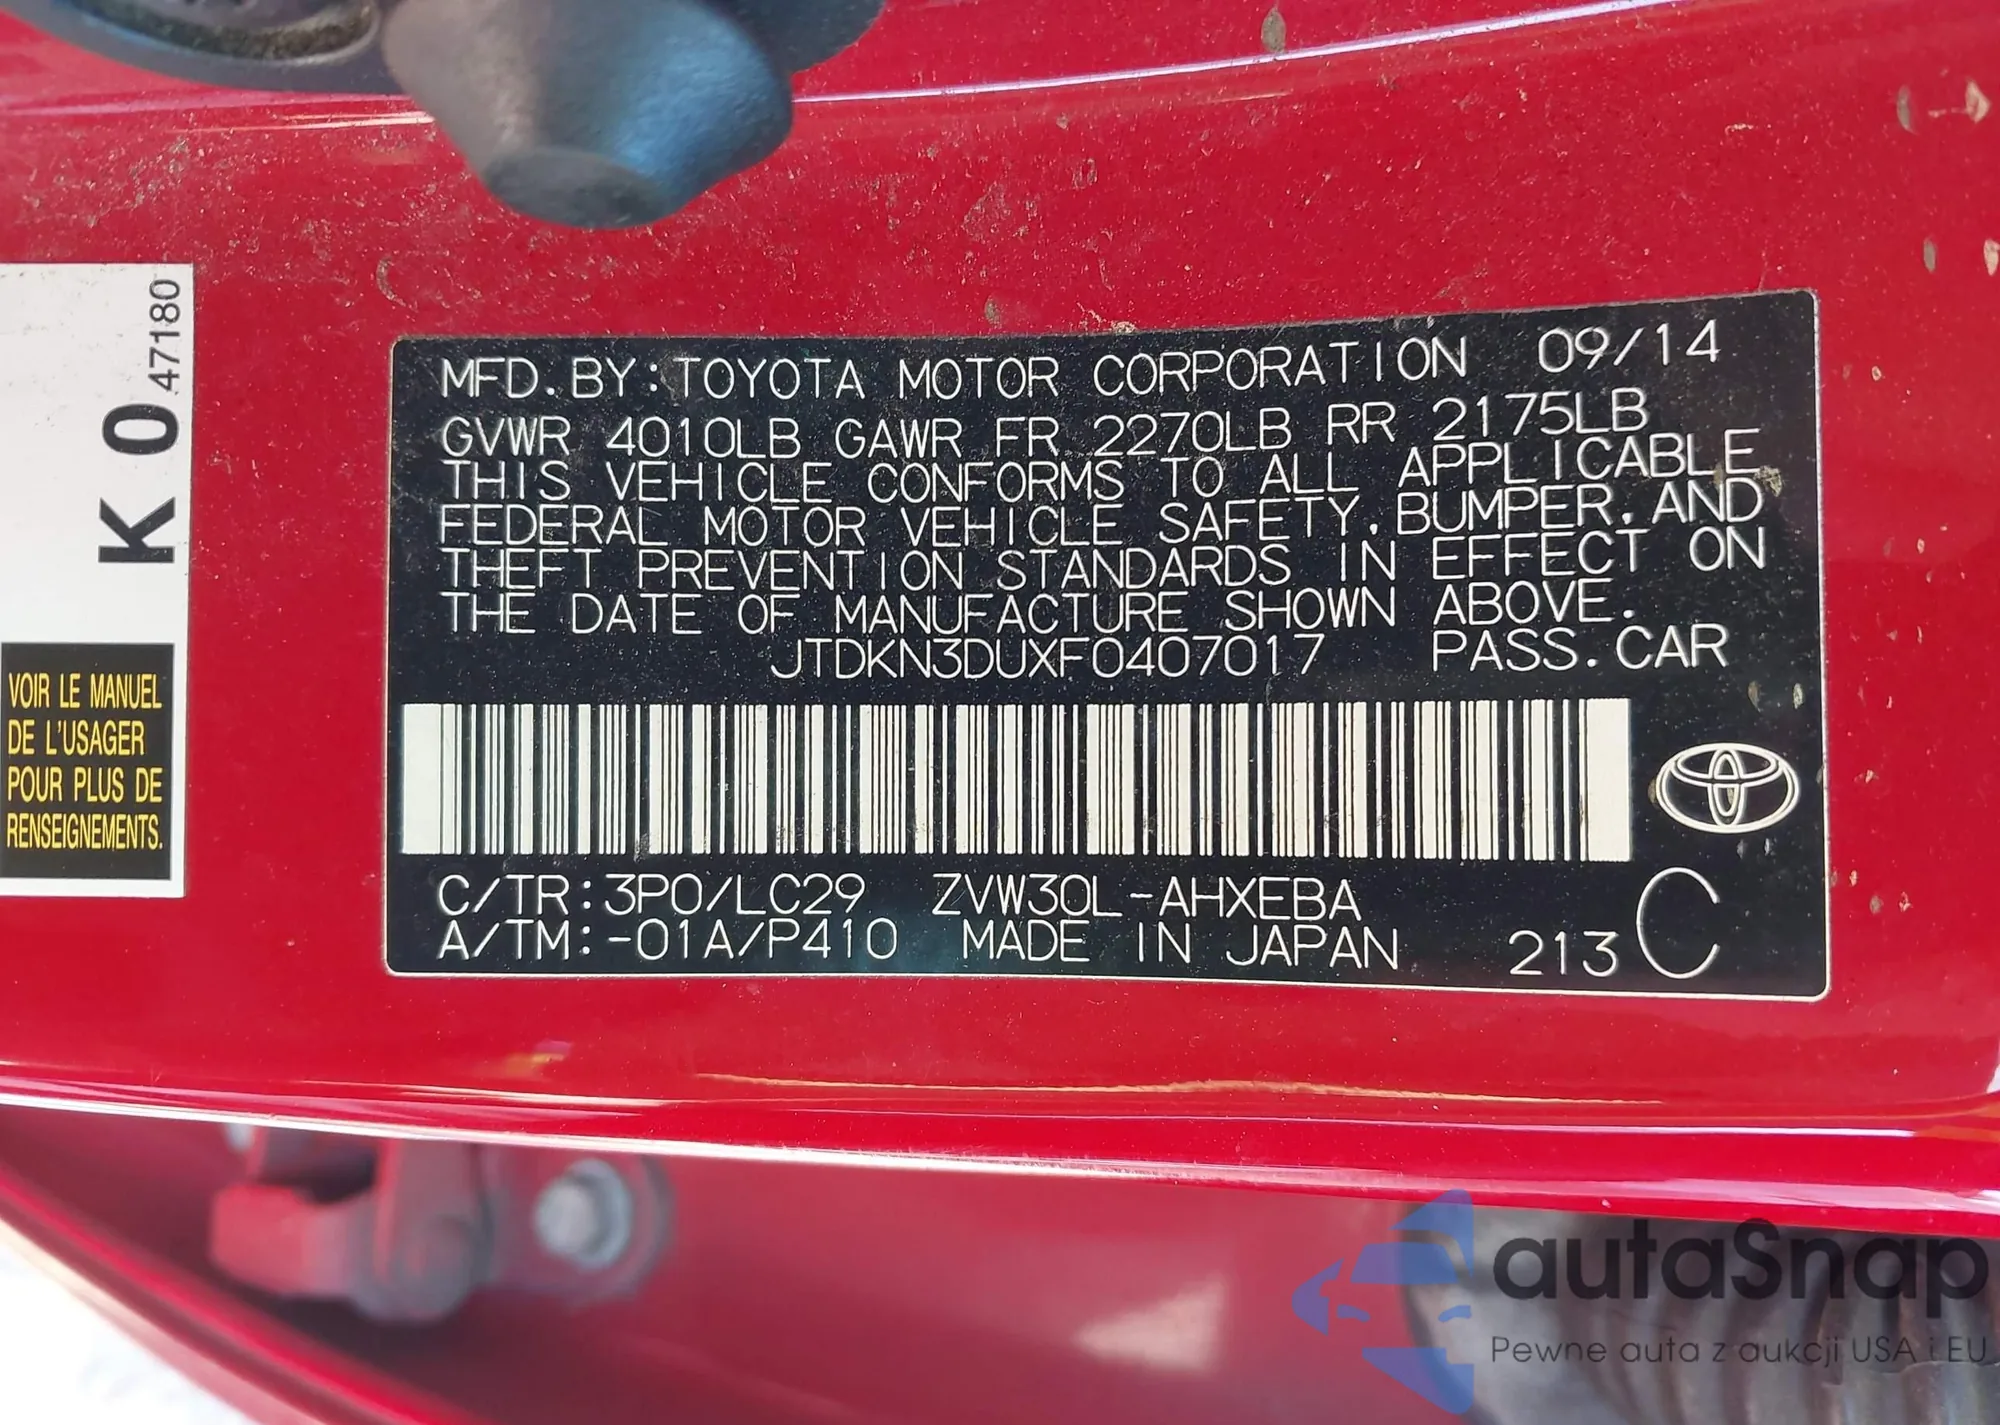 K 0 47180
VOIR LE MANUEL
DE L'USAGER
POUR PLUS DE
RENSEIGNEMENTS.
MFD.BY:TOYOTA MOTOR CORPORATION 09/14
GVWR 4010LB GAWR FR 2270LB RR 2175LB
THIS VEHICLE CONFORMS TO ALL APPLICABLE
FEDERAL MOTOR VEHICLE SAFETY,BUMPER,AND
THEFT PREVENTION STANDARDS IN EFFECT ON
THE DATE OF MANUFACTURE SHOWN ABOVE.
JTDKN3DUXF0407017 PASS.CAR
C/TR:3P0/LC29 ZVW30L-AHXEBA
A/TM:-01A/P410 MADE IN JAPAN 213 C
autoSnap
Pewne auta z aukcji USA i EU